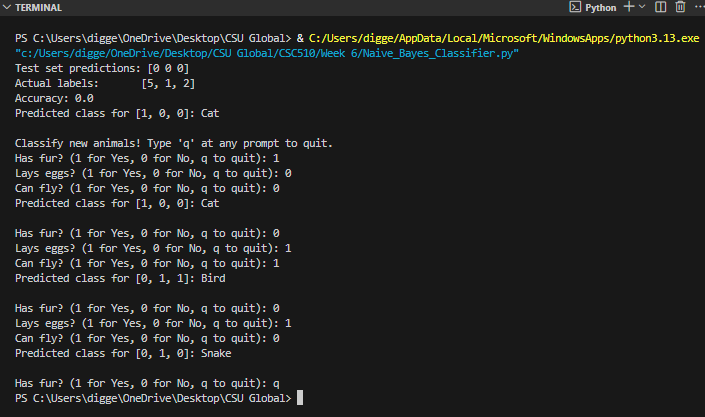 TERMINAL
Python
PS C:\Users\digge\OneDrive\Desktop\CSU Global> & C:/Users/digge/AppData/Local/Microsoft/WindowsApps/python3.13.exe
"c:/Users/digge/OneDrive/Desktop/CSU Global/CSC510/Week 6/Naive_Bayes_Classifier.py"
Test set predictions: [0 0 0]
Actual labels:       [5, 1, 2]
Accuracy: 0.0
Predicted class for [1, 0, 0]: Cat
Classify new animals! Type 'q' at any prompt to quit.
Has fur? (1 for Yes, 0 for No, q to quit): 1
Lays eggs? (1 for Yes, 0 for No, q to quit): 0
Can fly? (1 for Yes, 0 for No, q to quit): 0
Predicted class for [1, 0, 0]: Cat
Has fur? (1 for Yes, 0 for No, q to quit): 0
Lays eggs? (1 for Yes, 0 for No, q to quit): 1
Can fly? (1 for Yes, 0 for No, q to quit): 1
Predicted class for [0, 1, 1]: Bird
Has fur? (1 for Yes, 0 for No, q to quit): 0
Lays eggs? (1 for Yes, 0 for No, q to quit): 1
Can fly? (1 for Yes, 0 for No, q to quit): 0
Predicted class for [0, 1, 0]: Snake
Has fur? (1 for Yes, 0 for No, q to quit): q
PS C:\Users\digge\OneDrive\Desktop\CSU Global>